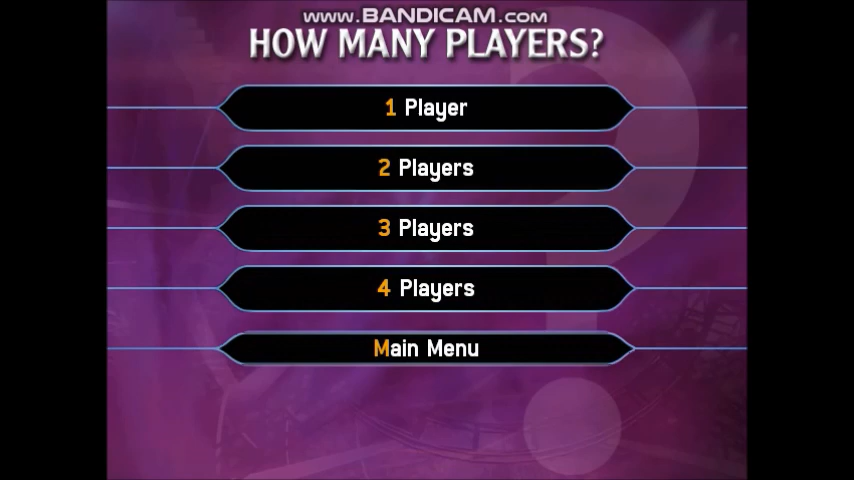 www.BANDICAM.com
HOW MANY PLAYERS?
1 Player
2 Players
3 Players
4 Players
Main Menu